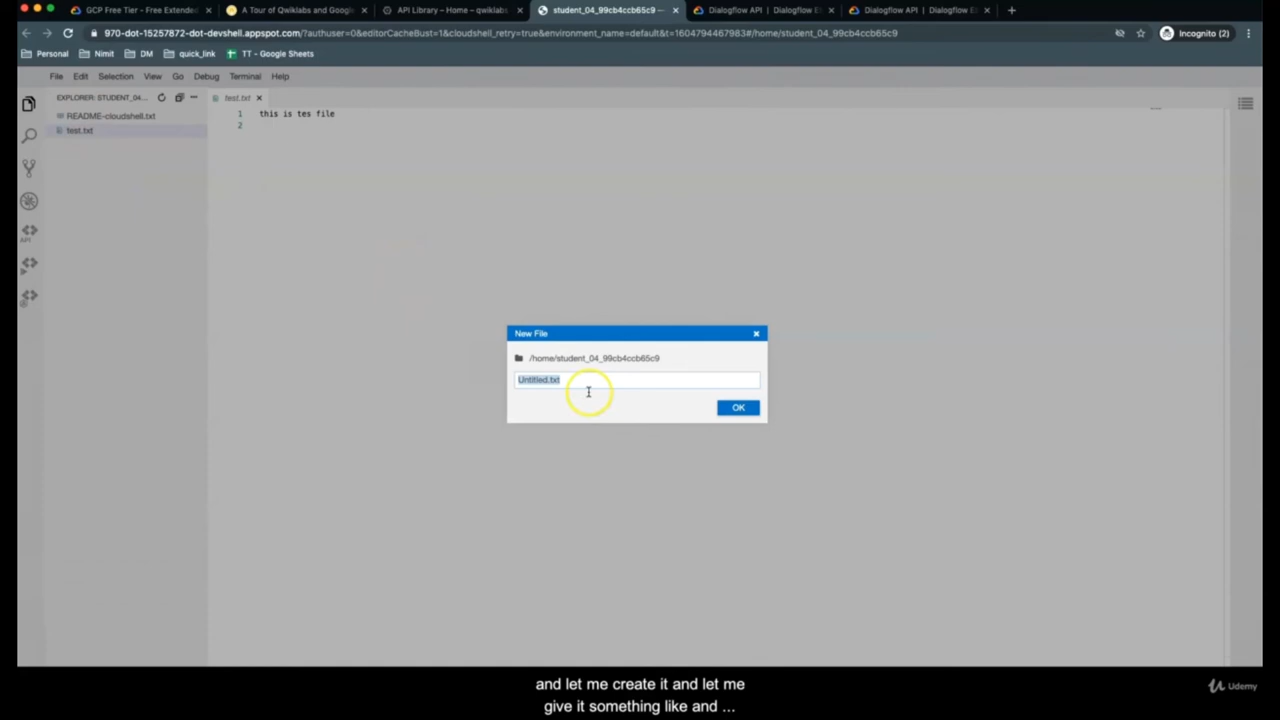 GCP Free Tier - Free Extended
A Tour of Qwiklabs and Google
API Library – Home – qwiklabs
student_04_99cb4ccb65c9 —
Dialogflow API | Dialogflow E
Dialogflow API | Dialogflow E
970-dot-15257872-dot-devshell.appspot.com/?authuser=0&editorCacheBust=1&cloudshell_retry=true&environment_name=default&t=1604794467983#/home/student_04_99cb4ccb65c9
Incognito (2)
Personal
Nimit
DM
quick_link
TT - Google Sheets
File Edit Selection View Go Debug Terminal Help
EXPLORER: STUDENT_04...
test.txt
README-cloudshell.txt
test.txt
1 this is tes file
2
API
New File
/home/student_04_99cb4ccb65c9
Untitled.txt
OK
and let me create it and let me
give it something like and ...
Udemy